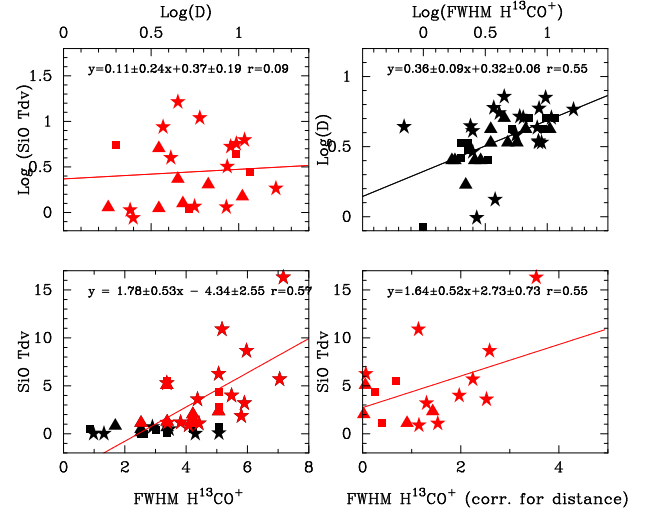 Log(D)
0 0.5 1
Log(FWHM H¹³CO⁺)
0 0.5 1
y=0.11±0.24x+0.37±0.19 r=0.09
Log (SiO Tdv)
1.5
1
0.5
0
y=0.36±0.09x+0.32±0.06 r=0.55
Log(D)
1
0.5
0
y = 1.78±0.53x − 4.34±2.55 r=0.57
SiO Tdv
15
10
5
0
0 2 4 6 8
FWHM H¹³CO⁺
y=1.64±0.52x+2.73±0.73 r=0.55
SiO Tdv
15
10
5
0
0 2 4
FWHM H¹³CO⁺ (corr. for distance)